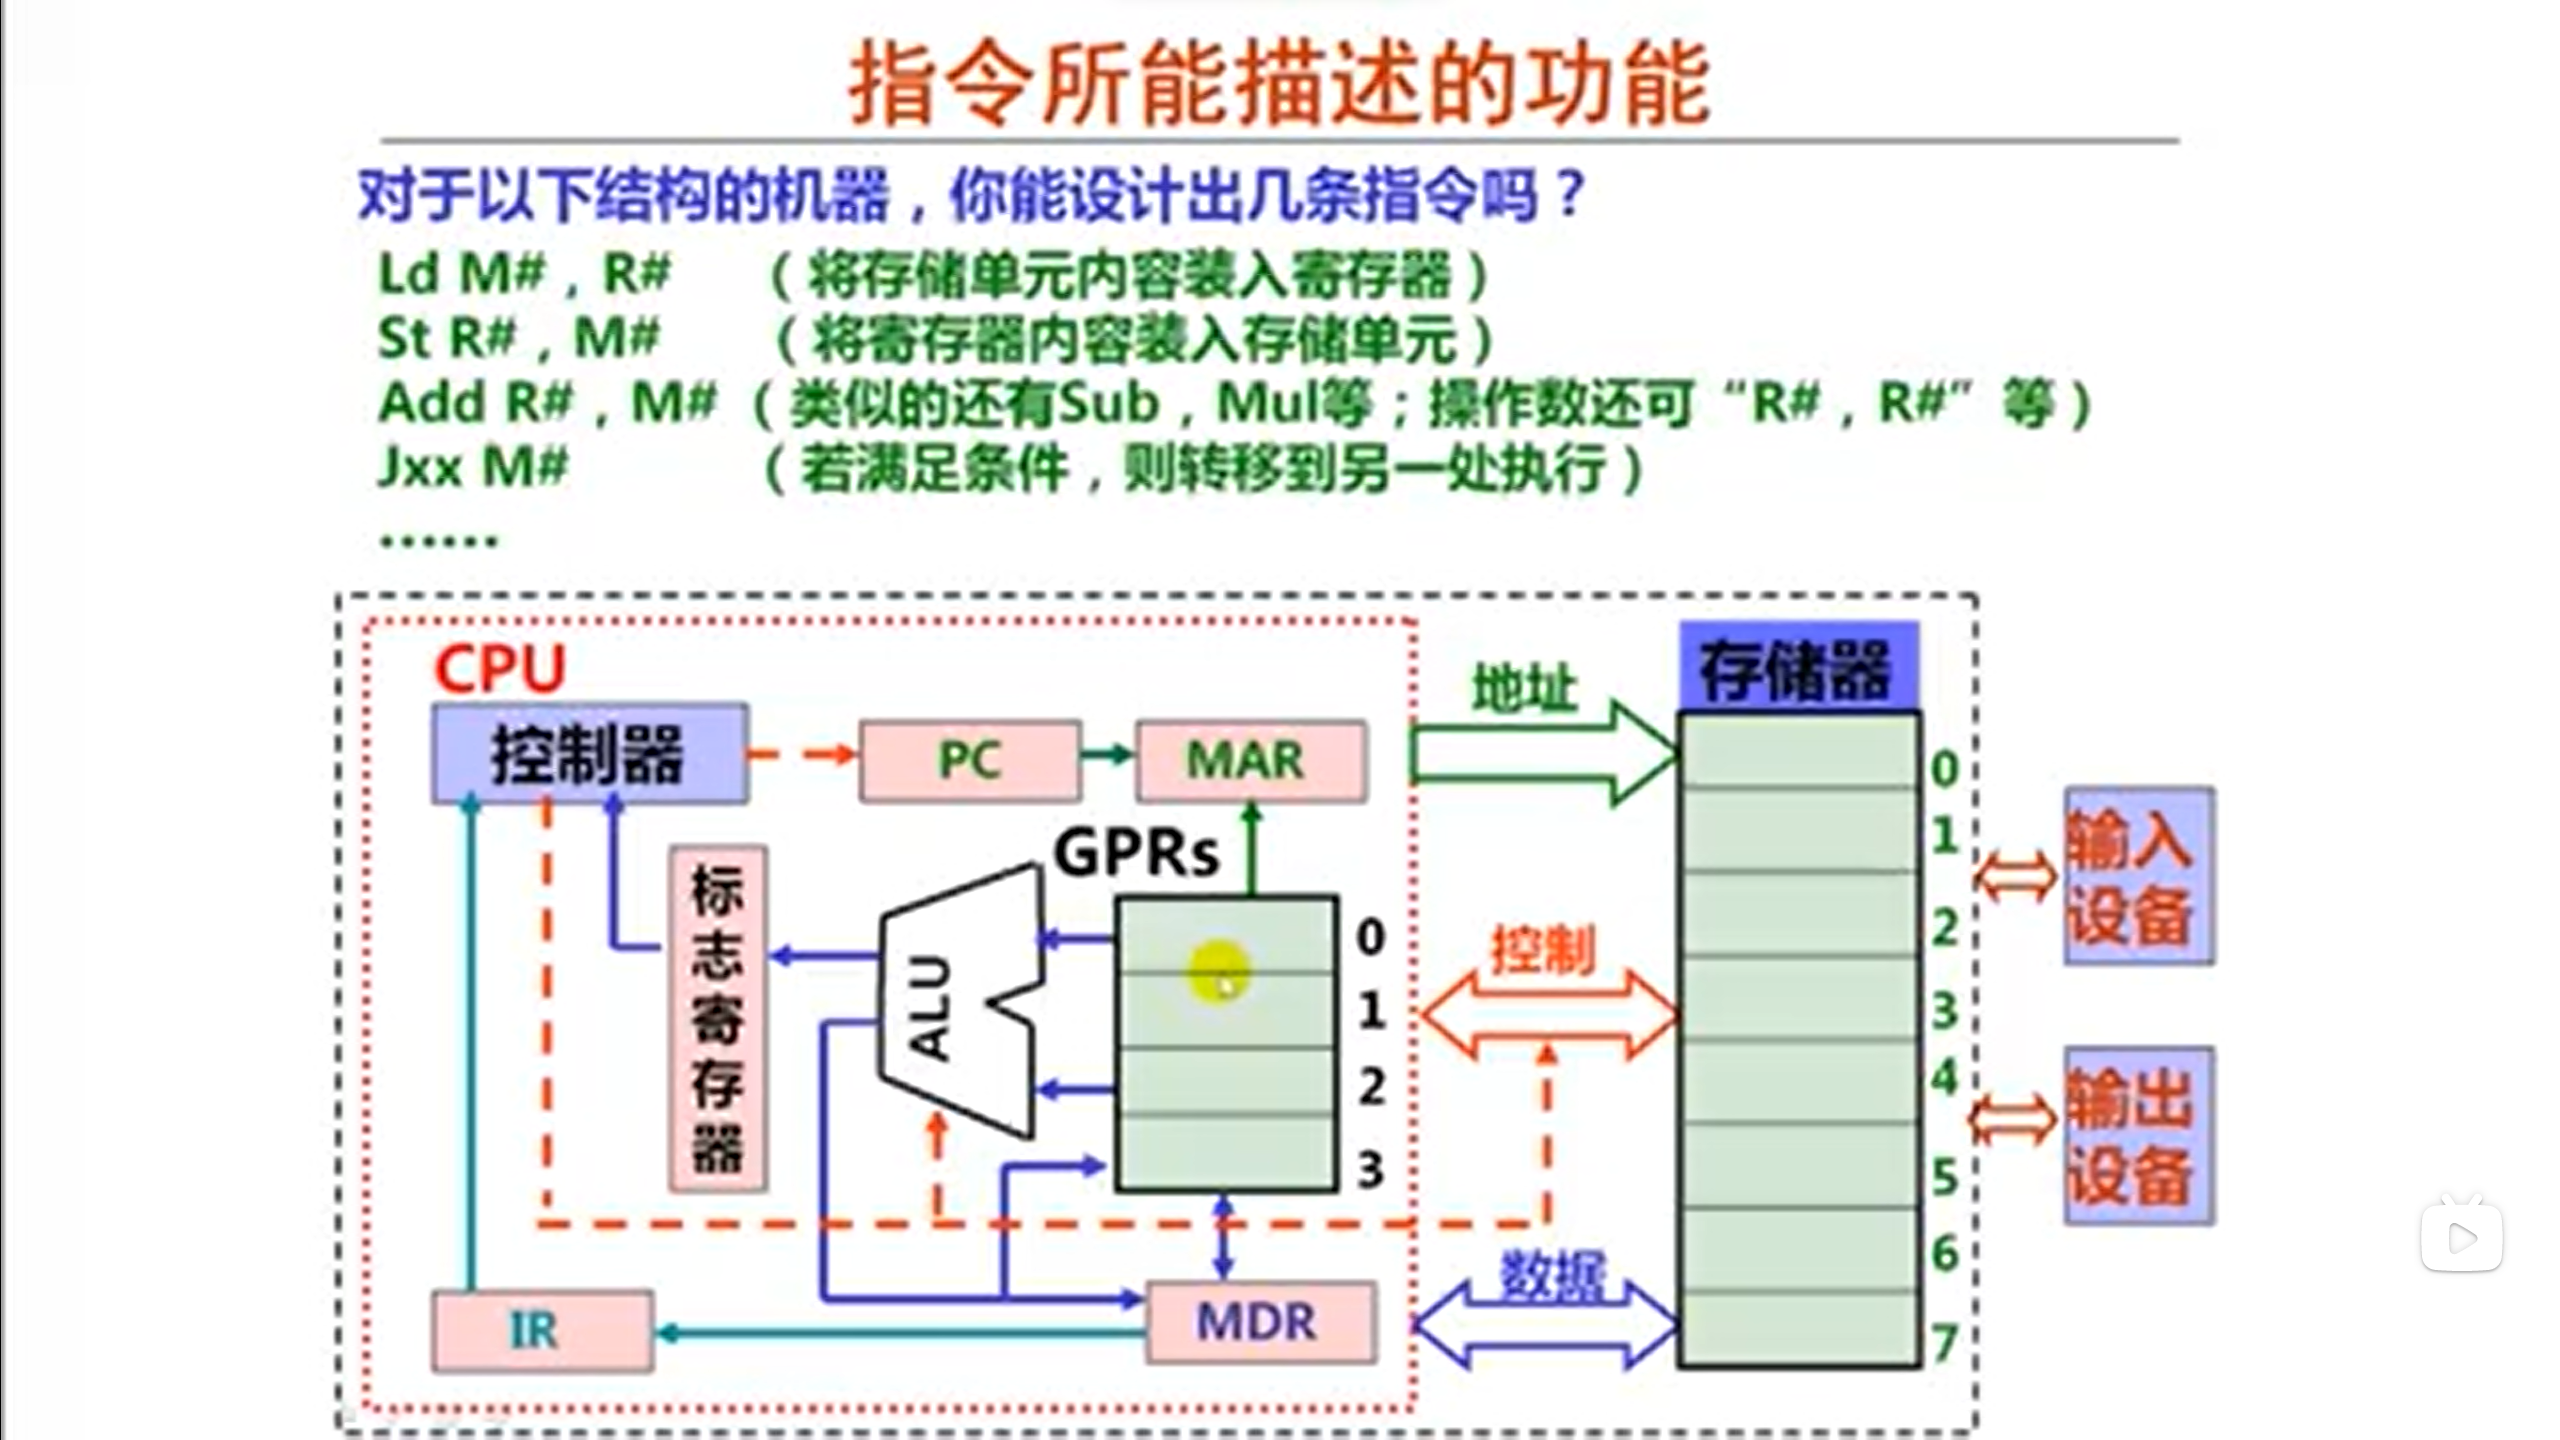 指令所能描述的功能
对于以下结构的机器，你能设计出几条指令吗？
Ld M#，R# （将存储单元内容装入寄存器）
St R#，M# （将寄存器内容装入存储单元）
Add R#，M#（类似的还有Sub，Mul等；操作数还可“R#，R#”等）
Jxx M# （若满足条件，则转移到另一处执行）
……
CPU
控制器
PC
MAR
标志寄存器
ALU
GPRs
0
1
2
3
IR
MDR
地址
控制
数据
存储器
0
1
2
3
4
5
6
7
输入
设备
输出
设备